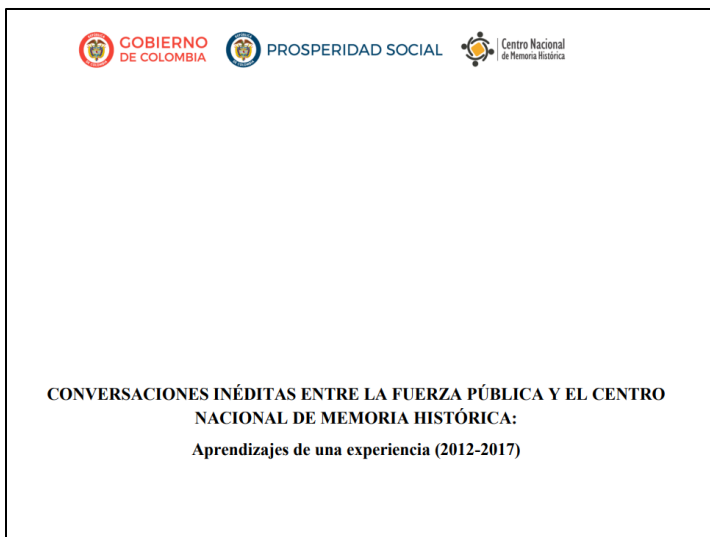 GOBIERNO
DE COLOMBIA
PROSPERIDAD SOCIAL
Centro Nacional
de Memoria Histórica
CONVERSACIONES INÉDITAS ENTRE LA FUERZA PÚBLICA Y EL CENTRO
NACIONAL DE MEMORIA HISTÓRICA:
Aprendizajes de una experiencia (2012-2017)